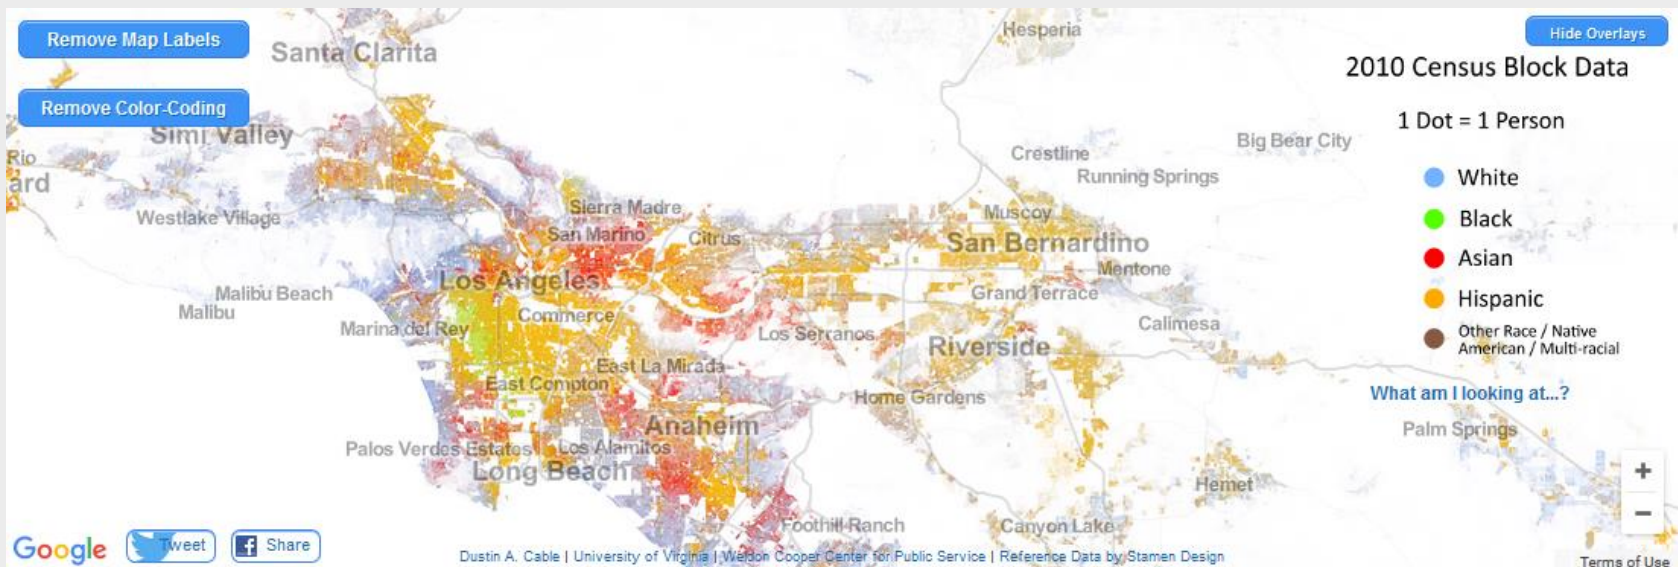 Remove Map Labels
Remove Color-Coding
Hide Overlays
2010 Census Block Data
1 Dot = 1 Person
White
Black
Asian
Hispanic
Other Race / Native
American / Multi-racial
What am I looking at...?
Santa Clarita
Hesperia
Simi Valley
Rio
ard
Crestline
Big Bear City
Running Springs
Westlake Village
Sierra Madre
San Marino
Citrus
Muscoy
San Bernardino
Mentone
Los Angeles
Malibu Beach
Malibu
Grand Terrace
Commerce
Marina del Rey
Los Serranos
Calimesa
Riverside
East La Mirada
East Compton
Home Gardens
Anaheim
Palos Verdes Estates
Los Alamitos
Long Beach
Palm Springs
Hemet
Foothill Ranch
Canyon Lake
+
−
Google
Tweet
Share
Dustin A. Cable | University of Virginia | Weldon Cooper Center for Public Service | Reference Data by Stamen Design
Terms of Use